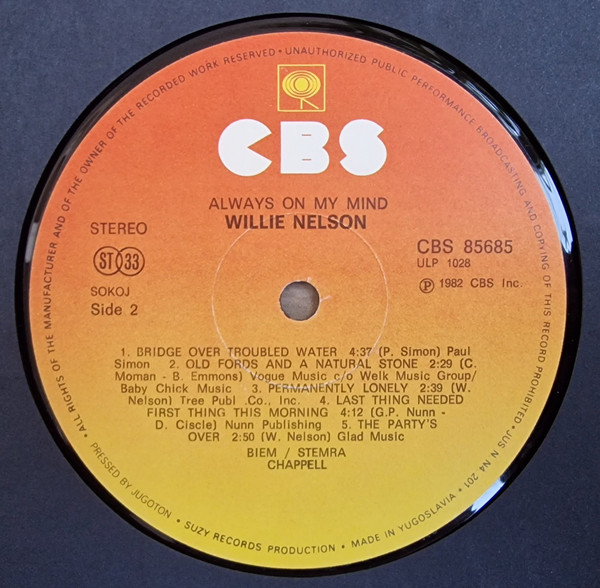 • ALL RIGHTS OF THE MANUFACTURER AND OF THE OWNER OF THE RECORDED WORK RESERVED • UNAUTHORIZED PUBLIC PERFORMANCE BROADCASTING AND COPYING OF THIS RECORD PROHIBITED • JUS N N4 201
CBS
ALWAYS ON MY MIND
WILLIE NELSON
STEREO
ST 33
SOKOJ
Side 2
CBS 85685
ULP 1028
℗ 1982 CBS Inc.
1. BRIDGE OVER TROUBLED WATER 4:37 (P. Simon) Paul
Simon 2. OLD FORDS AND A NATURAL STONE 2:29 (C.
Moman - B. Emmons) Vogue Music c/o Welk Music Group/
Baby Chick Music 3. PERMANENTLY LONELY 2:39 (W.
Nelson) Tree Publ .Co., Inc. 4. LAST THING NEEDED
FIRST THING THIS MORNING 4:12 (G.P. Nunn -
D. Ciscle) Nunn Publishing 5. THE PARTY'S
OVER 2:50 (W. Nelson) Glad Music
BIEM / STEMRA
CHAPPELL
PRESSED BY JUGOTON • SUZY RECORDS PRODUCTION • MADE IN YUGOSLAVIA •